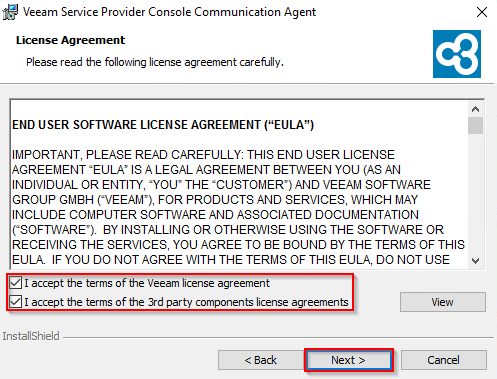 Veeam Service Provider Console Communication Agent
License Agreement
Please read the following license agreement carefully.
END USER SOFTWARE LICENSE AGREEMENT (“EULA”)
IMPORTANT, PLEASE READ CAREFULLY: THIS END USER LICENSE
AGREEMENT “EULA” IS A LEGAL AGREEMENT BETWEEN YOU (AS AN
INDIVIDUAL OR ENTITY, “YOU” THE “CUSTOMER”) AND VEEAM SOFTWARE
GROUP GMBH (“VEEAM”), FOR PRODUCTS AND SERVICES, WHICH MAY
INCLUDE COMPUTER SOFTWARE AND ASSOCIATED DOCUMENTATION
(“SOFTWARE”).  BY INSTALLING OR OTHERWISE USING THE SOFTWARE OR
RECEIVING THE SERVICES, YOU AGREE TO BE BOUND BY THE TERMS OF THIS
EULA.  IF YOU DO NOT AGREE WITH THE TERMS OF THIS EULA, DO NOT USE
I accept the terms of the Veeam license agreement
I accept the terms of the 3rd party components license agreements
View
InstallShield
< Back
Next >
Cancel